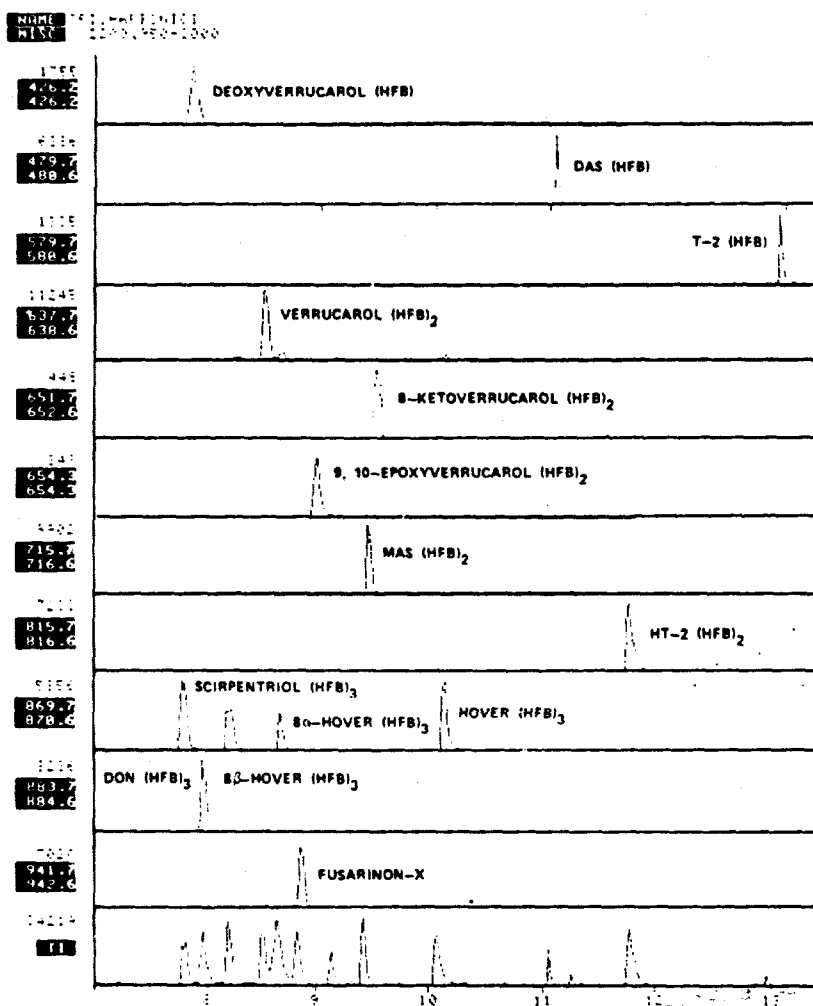 NAME
MISC
426.2
426.2
DEOXYVERRUCAROL (HFB)
479.7
480.6
DAS (HFB)
579.7
580.6
T-2 (HFB)
11245
637.7
638.6
VERRUCAROL (HFB)2
651.7
652.6
8-KETOVERRUCAROL (HFB)2
654.3
654.3
9, 10-EPOXYVERRUCAROL (HFB)2
715.7
716.6
MAS (HFB)2
815.7
816.6
HT-2 (HFB)2
869.7
870.6
SCIRPENTRIOL (HFB)3
8α-HOVER (HFB)3
HOVER (HFB)3
883.7
884.6
DON (HFB)3
8β-HOVER (HFB)3
941.7
942.6
FUSARINON-X
TI
8 9 10 11 12 13